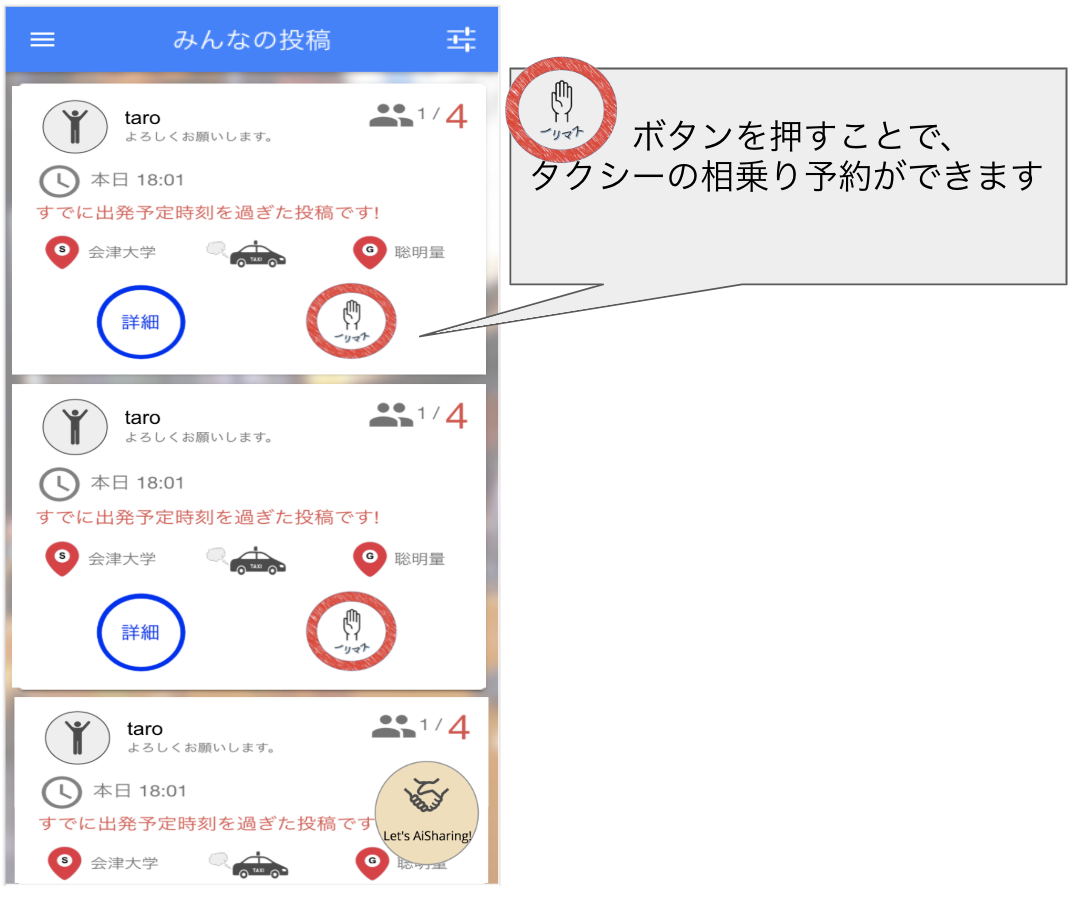 みんなの投稿
taro
よろしくお願いします。
1 / 4
本日 18:01
すでに出発予定時刻を過ぎた投稿です!
S
会津大学
TAXI
G
聡明量
詳細
ノリマス
taro
よろしくお願いします。
1 / 4
本日 18:01
すでに出発予定時刻を過ぎた投稿です!
S
会津大学
TAXI
G
聡明量
詳細
ノリマス
taro
よろしくお願いします。
1 / 4
本日 18:01
すでに出発予定時刻を過ぎた投稿です
Let's AiSharing!
S
会津大学
TAXI
G
聡明量
ノリマス
ボタンを押すことで、
タクシーの相乗り予約ができます